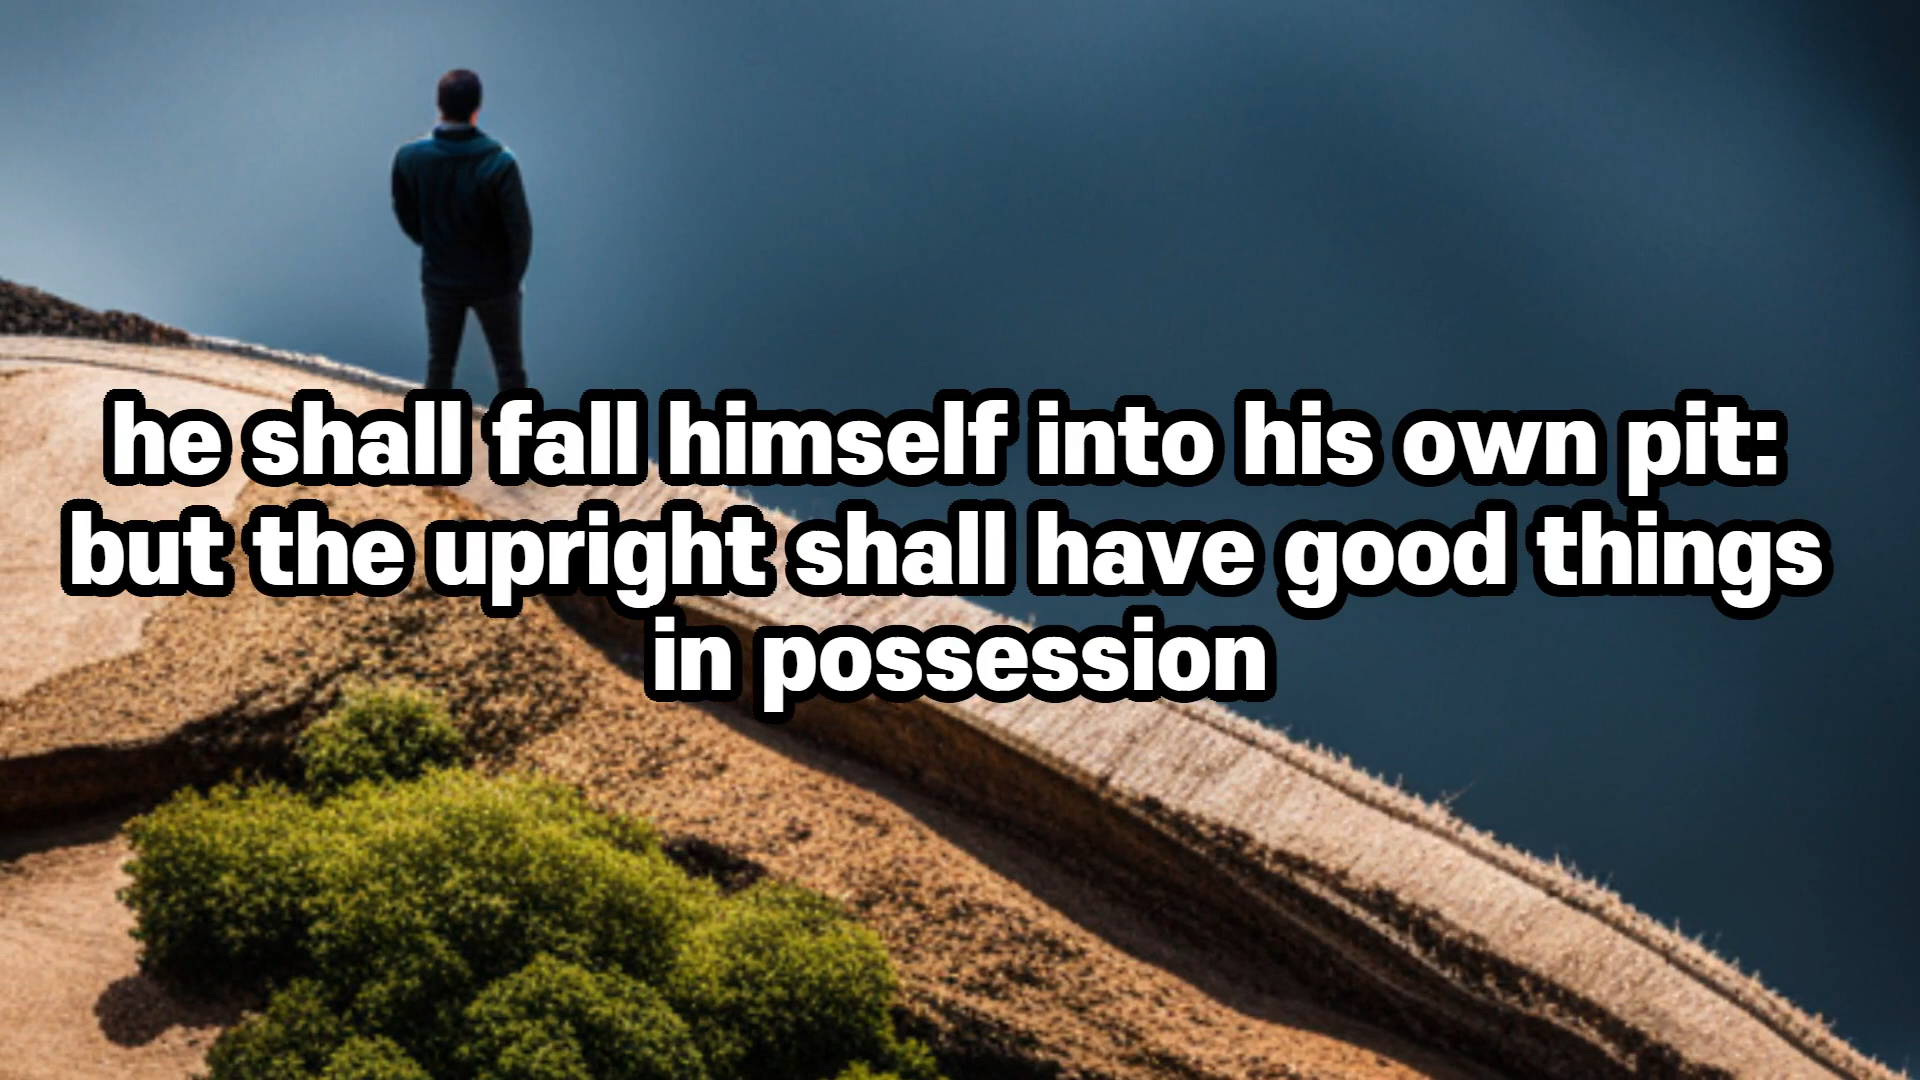 he shall fall himself into his own pit:
but the upright shall have good things
in possession